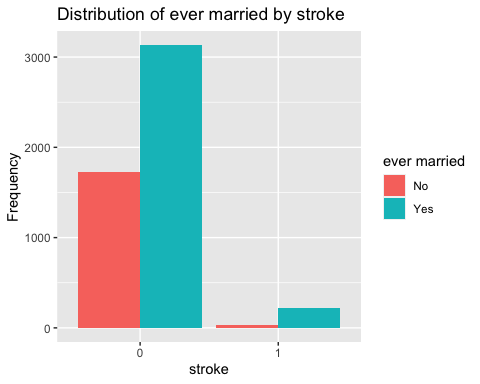 Distribution of ever married by stroke
3000
2000
1000
0
Frequency
0 1
stroke
ever married
No
Yes